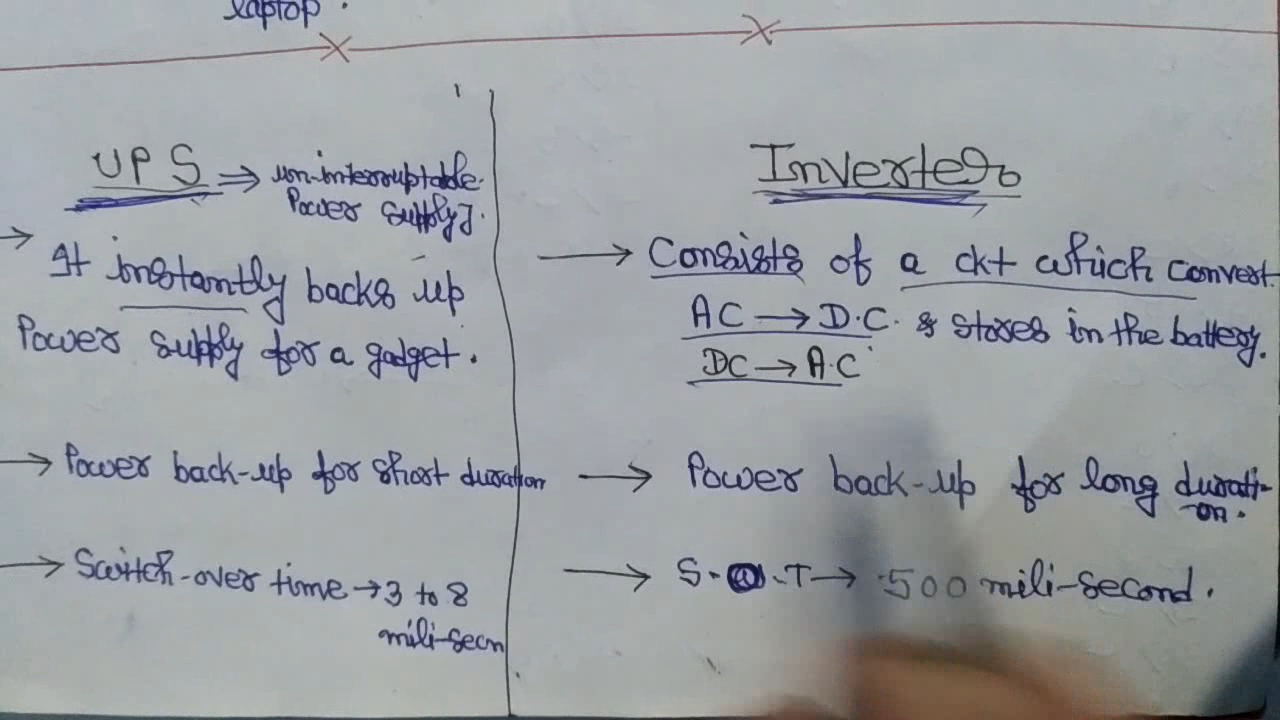 laptop.
UPS ⇒ un-interruptable
Power supply}.
→ It instantly backs up
Power supply for a gadget.
→ Power back-up for short duration
→ Switch-over time → 3 to 8
mili-secn
Inverter
→ Consists of a ckt which convert
AC → D.C. & stores in the battery.
DC → A.C
→ Power back-up for long durati-
on.
→ S.O.T → 500 mili-second.